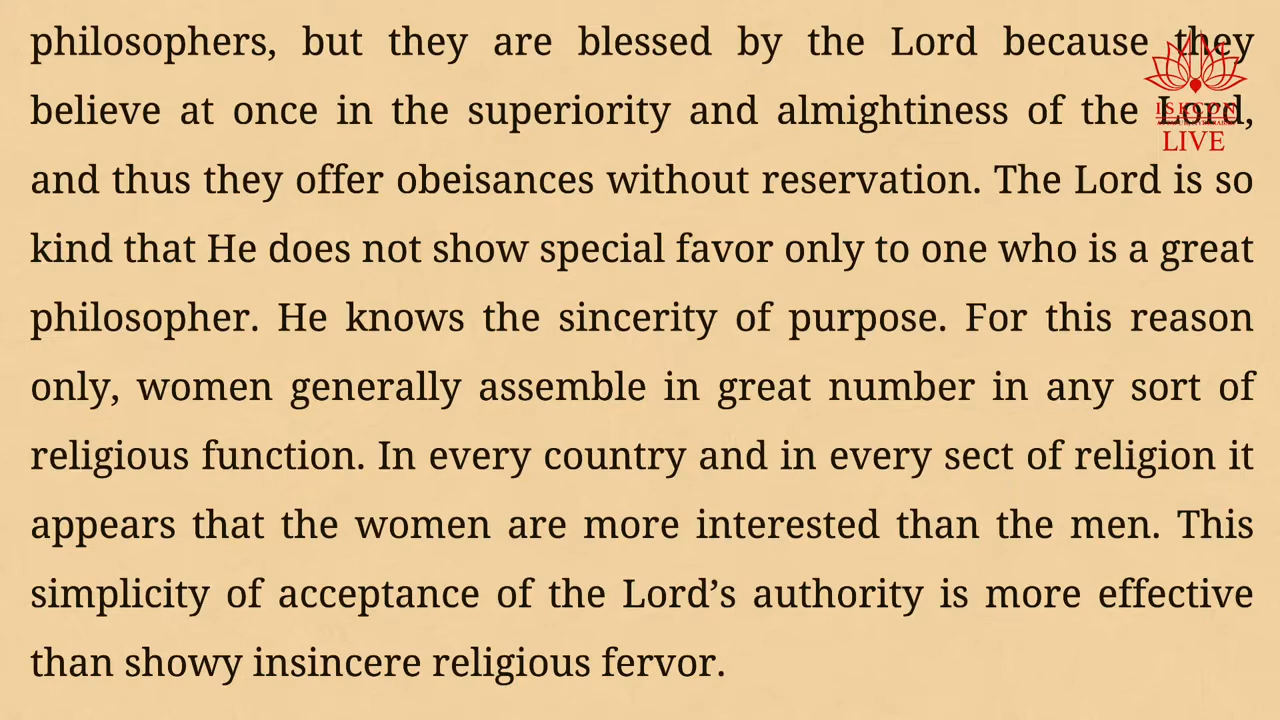 philosophers, but they are blessed by the Lord because they
believe at once in the superiority and almightiness of the Lord,
and thus they offer obeisances without reservation. The Lord is so
kind that He does not show special favor only to one who is a great
philosopher. He knows the sincerity of purpose. For this reason
only, women generally assemble in great number in any sort of
religious function. In every country and in every sect of religion it
appears that the women are more interested than the men. This
simplicity of acceptance of the Lord’s authority is more effective
than showy insincere religious fervor.
ISKCON
LIVE